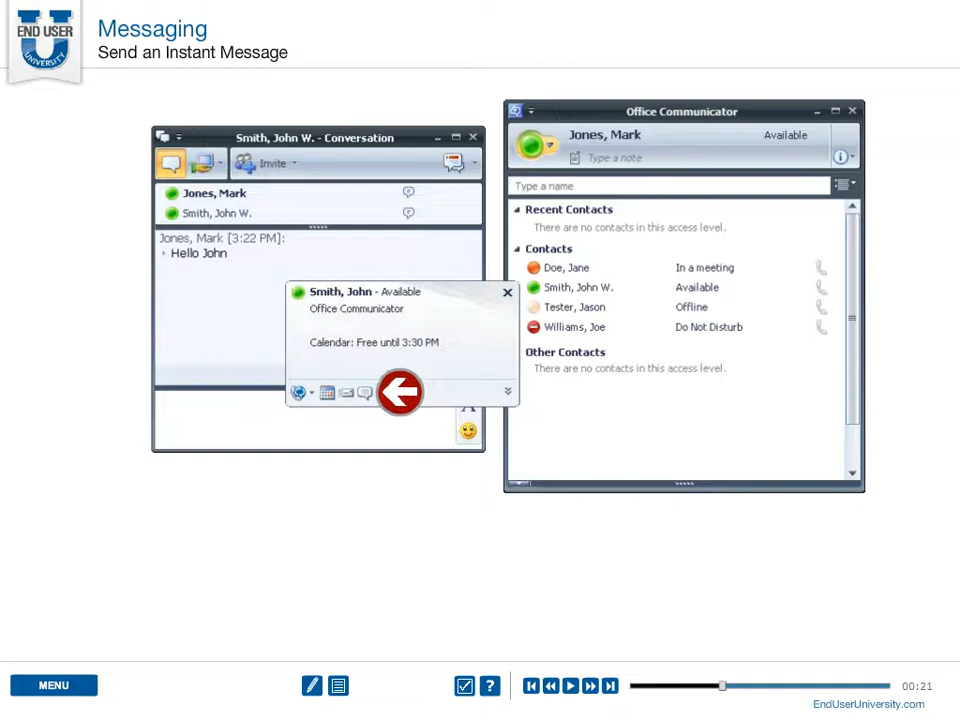 END USER
U
UNIVERSITY
Messaging
Send an Instant Message
Smith, John W. - Conversation
Invite
Jones, Mark
Smith, John W.
Jones, Mark [3:22 PM]:
Hello John
Smith, John - Available
Office Communicator
Calendar: Free until 3:30 PM
A
Office Communicator
Jones, Mark Available
Type a note
Type a name
Recent Contacts
There are no contacts in this access level.
Contacts
Doe, Jane In a meeting
Smith, John W. Available
Tester, Jason Offline
Williams, Joe Do Not Disturb
Other Contacts
There are no contacts in this access level.
MENU
?
00:21
EndUserUniversity.com